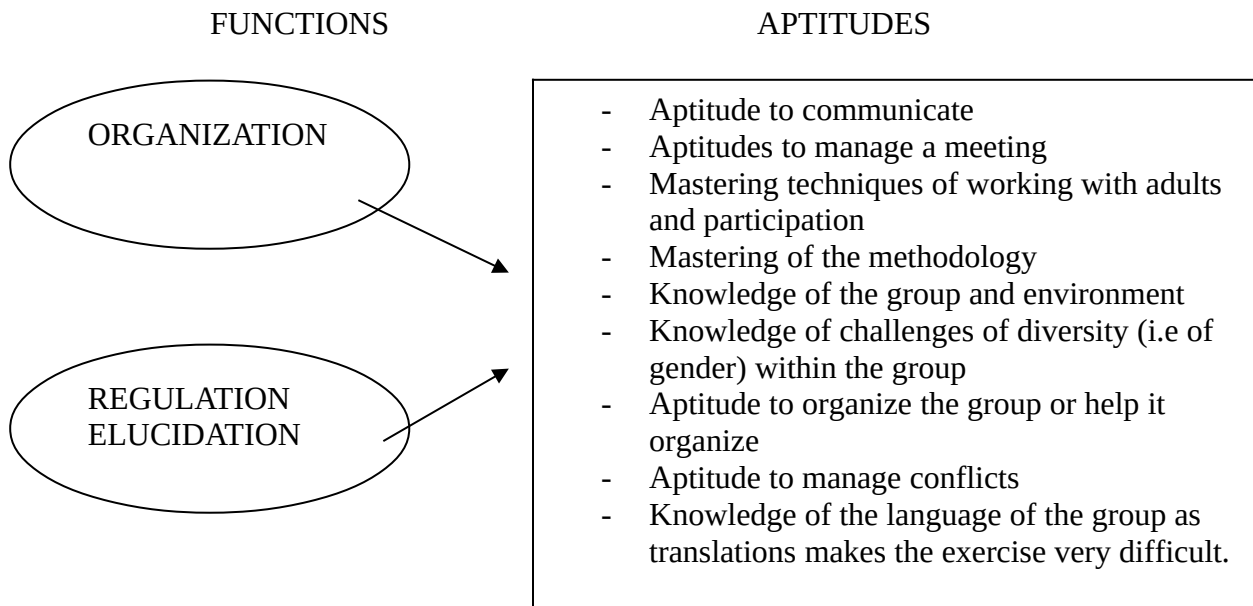 FUNCTIONS
APTITUDES
ORGANIZATION
REGULATION
ELUCIDATION
- Aptitude to communicate
- Aptitudes to manage a meeting
- Mastering techniques of working with adults
and participation
- Mastering of the methodology
- Knowledge of the group and environment
- Knowledge of challenges of diversity (i.e of
gender) within the group
- Aptitude to organize the group or help it
organize
- Aptitude to manage conflicts
- Knowledge of the language of the group as
translations makes the exercise very difficult.